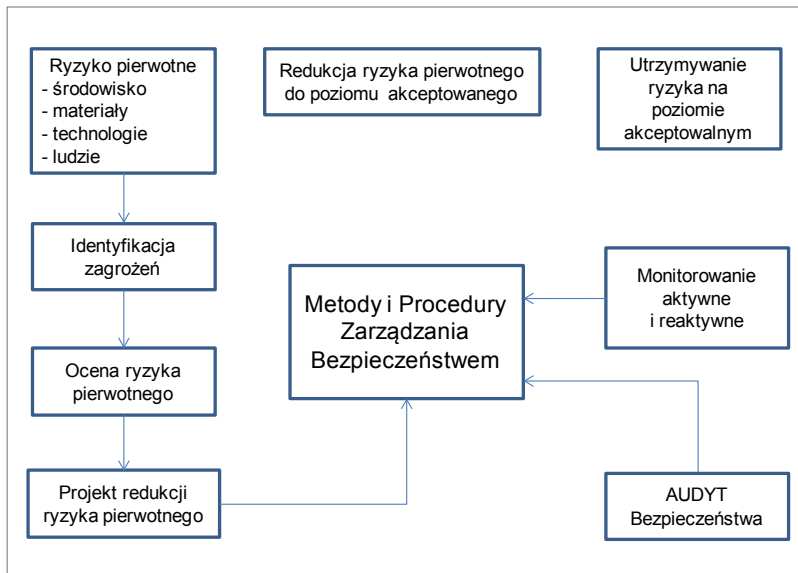 Ryzyko pierwotne
- środowisko
- materiały
- technologie
- ludzie
Redukcja ryzyka pierwotnego
do poziomu akceptowanego
Utrzymywanie
ryzyka na
poziomie
akceptowalnym
Identyfikacja
zagrożeń
Metody i Procedury
Zarządzania
Bezpieczeństwem
Monitorowanie
aktywne
i reaktywne
Ocena ryzyka
pierwotnego
Projekt redukcji
ryzyka pierwotnego
AUDYT
Bezpieczeństwa